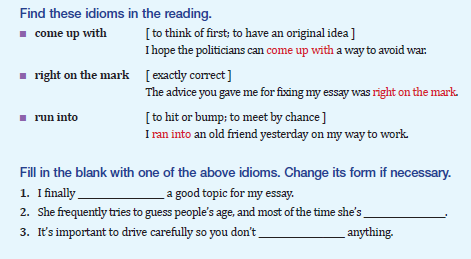 Find these idioms in the reading.
■ come up with [ to think of first; to have an original idea ]
I hope the politicians can come up with a way to avoid war.
■ right on the mark [ exactly correct ]
The advice you gave me for fixing my essay was right on the mark.
■ run into [ to hit or bump; to meet by chance ]
I ran into an old friend yesterday on my way to work.
Fill in the blank with one of the above idioms. Change its form if necessary.
1. I finally ________________ a good topic for my essay.
2. She frequently tries to guess people's age, and most of the time she's ________________.
3. It's important to drive carefully so you don't ________________ anything.